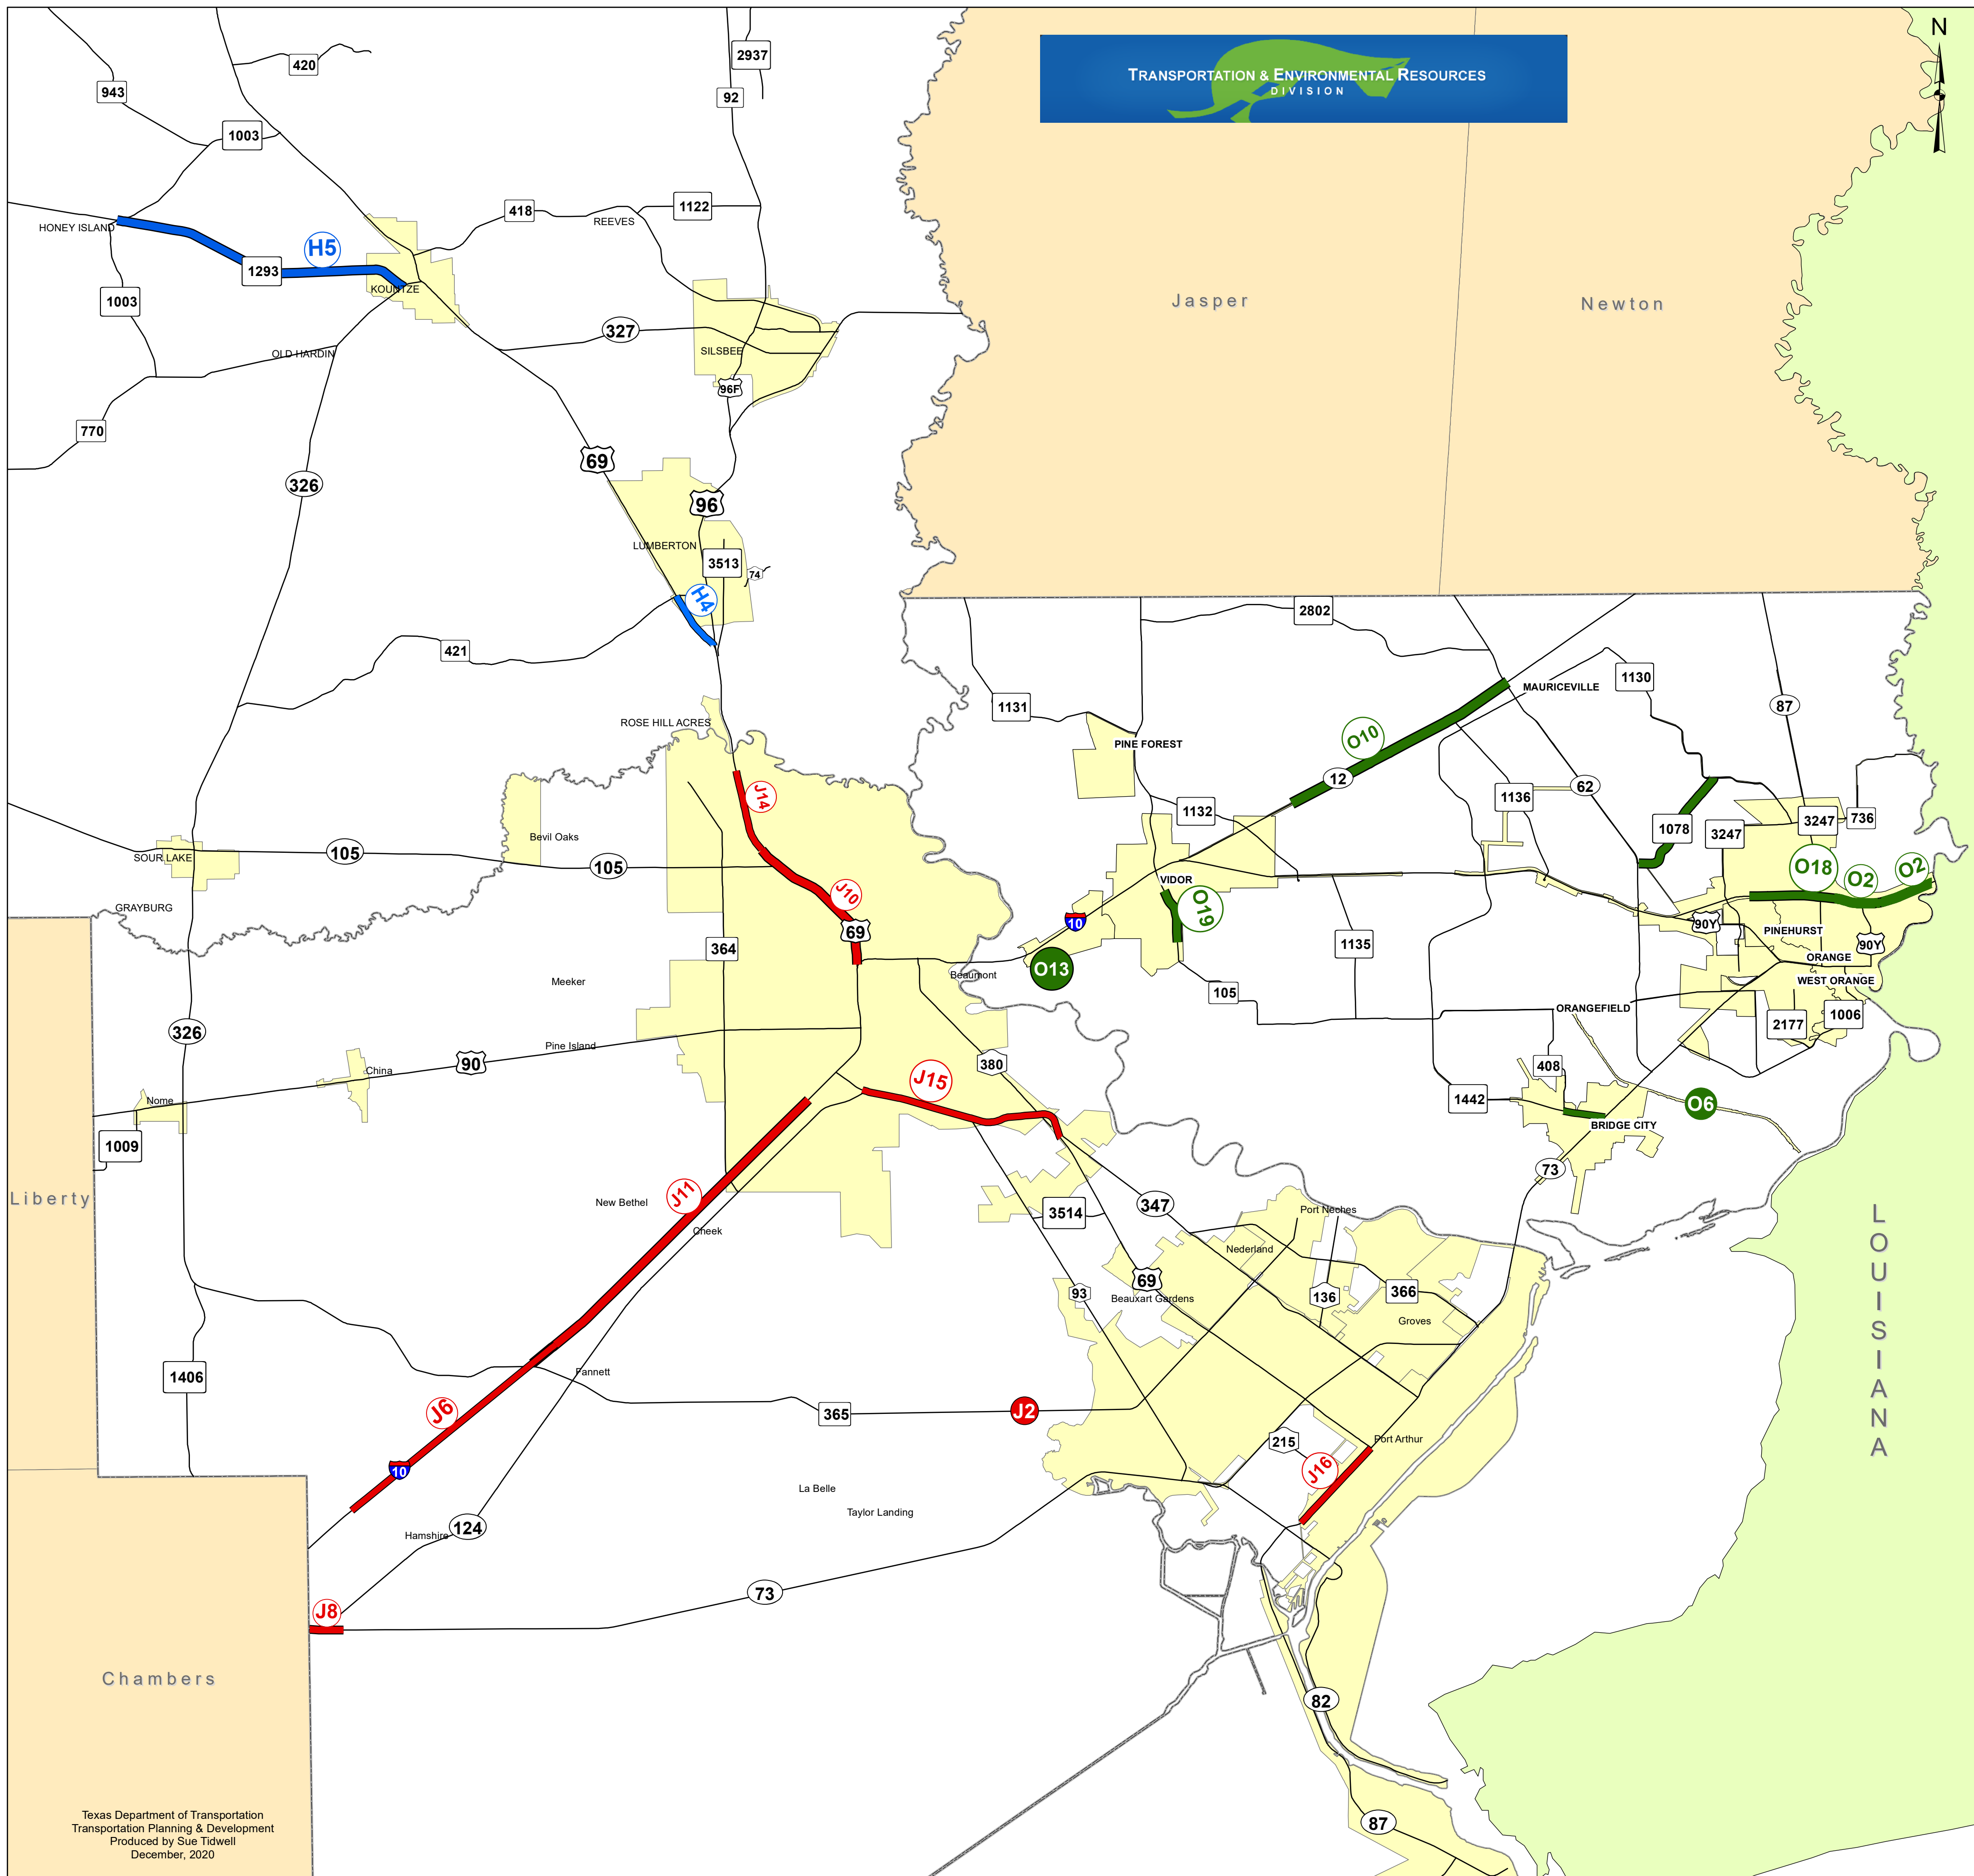 N
TRANSPORTATION & ENVIRONMENTAL RESOURCES
DIVISION
420
2937
943
92
1003
418
1122
REEVES
HONEY ISLAND
H5
1293
KOUNTZE
1003
327
OLD HARDIN
SILSBEE
96F
770
69
326
96
LUMBERTON
3513
74
H4
421
ROSE HILL ACRES
Jasper
Newton
2802
1131
1130
MAURICEVILLE
87
PINE FOREST
O10
12
62
1136
1132
J14
1078
3247
3247
736
Bevil Oaks
SOUR LAKE
105
105
O18
O2
O2
VIDOR
J10
O19
GRAYBURG
10
90Y
PINEHURST
90Y
69
364
1135
ORANGE
O13
Beaumont
Meeker
WEST ORANGE
105
ORANGEFIELD
1006
2177
326
Pine Island
90
380
408
China
J15
Nome
1442
O6
BRIDGE CITY
1009
73
Liberty
J11
New Bethel
347
Port Neches
3514
Cheek
Nederland
LOUISIANA
69
93
Beauxart Gardens
136
366
Groves
1406
Fannett
J6
365
J2
Port Arthur
215
10
J16
La Belle
Taylor Landing
124
Hamshire
73
J8
Chambers
82
87
Texas Department of Transportation
Transportation Planning & Development
Produced by Sue Tidwell
December, 2020